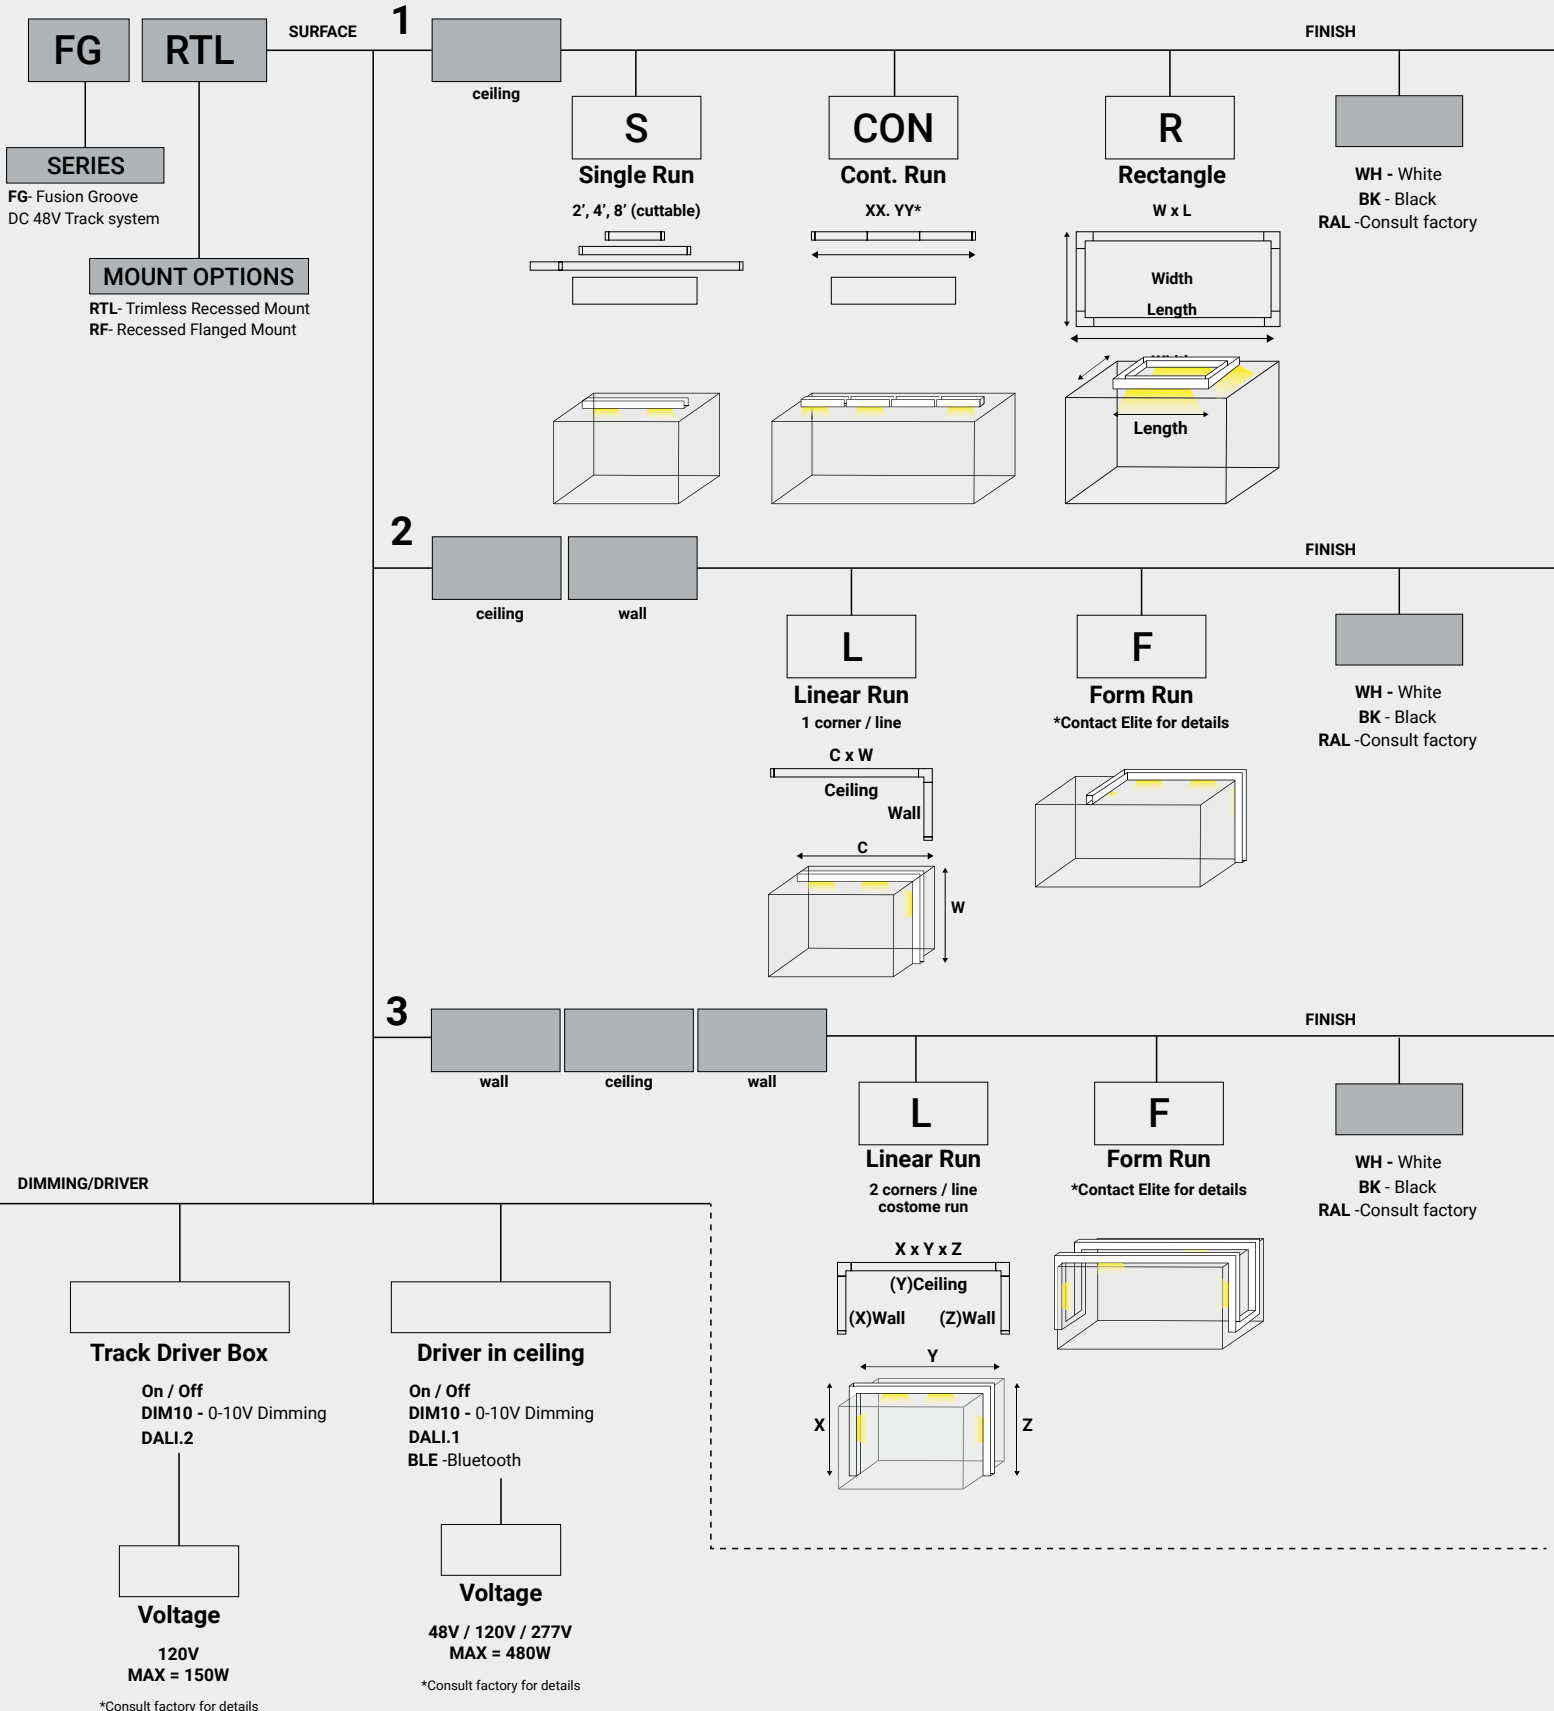 FG
RTL
SURFACE
1
ceiling
FINISH
SERIES
FG- Fusion Groove
DC 48V Track system
MOUNT OPTIONS
RTL- Trimless Recessed Mount
RF- Recessed Flanged Mount
S
Single Run
2’, 4’, 8’ (cuttable)
CON
Cont. Run
XX. YY*
R
Rectangle
W x L
Width
Length
Length
WH - White
BK - Black
RAL -Consult factory
2
ceiling
wall
FINISH
L
Linear Run
1 corner / line
C x W
Ceiling
Wall
C
W
F
Form Run
*Contact Elite for details
WH - White
BK - Black
RAL -Consult factory
3
wall
ceiling
wall
FINISH
L
Linear Run
2 corners / line
costome run
X x Y x Z
(Y)Ceiling
(X)Wall
(Z)Wall
Y
X
Z
F
Form Run
*Contact Elite for details
WH - White
BK - Black
RAL -Consult factory
DIMMING/DRIVER
Track Driver Box
On / Off
DIM10 - 0-10V Dimming
DALI.2
Voltage
120V
MAX = 150W
*Consult factory for details
Driver in ceiling
On / Off
DIM10 - 0-10V Dimming
DALI.1
BLE -Bluetooth
Voltage
48V / 120V / 277V
MAX = 480W
*Consult factory for details